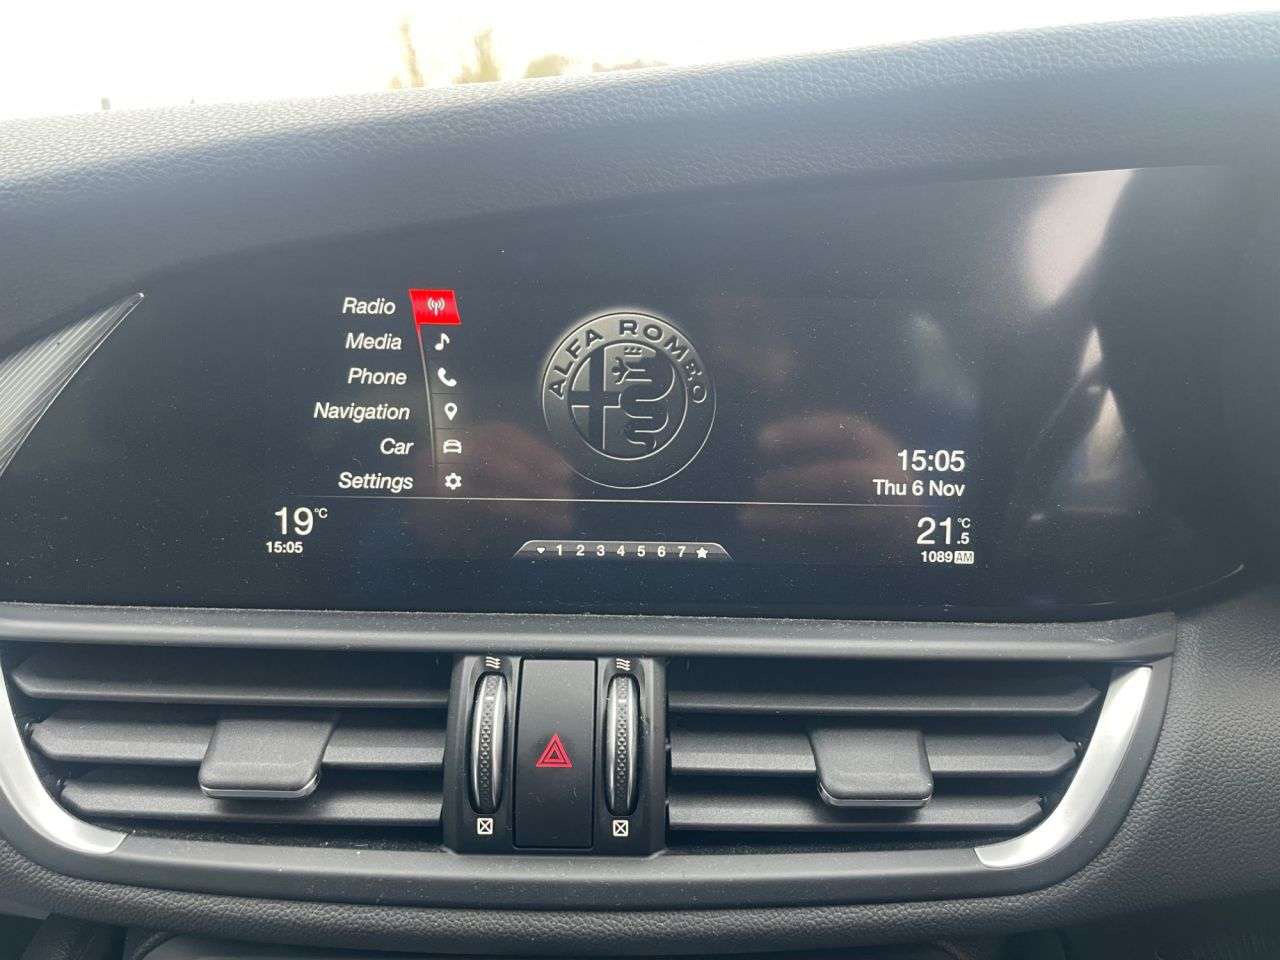 Radio
Media
Phone
Navigation
Car
Settings
ALFA ROMEO
15:05
Thu 6 Nov
19°C
15:05
1 2 3 4 5 6 7
21.5°C
1089 AM